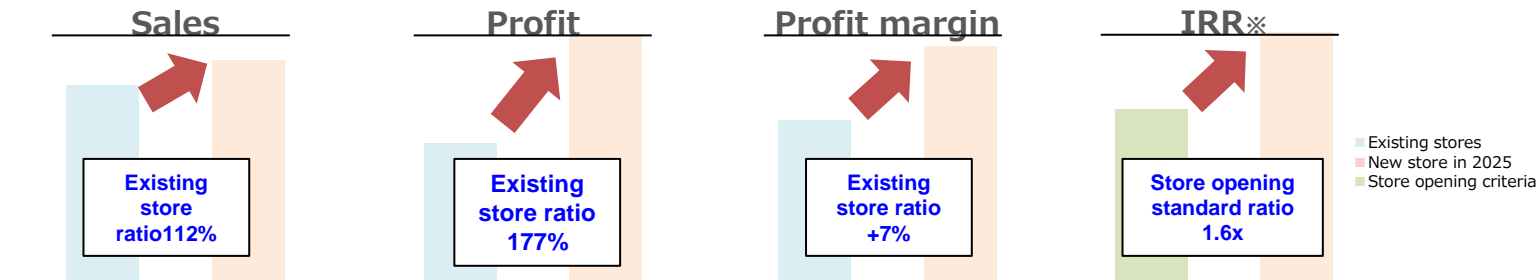 Sales
Existing
store
ratio112%
Profit
Existing
store ratio
177%
Profit margin
Existing
store ratio
+7%
IRR※
Store opening
standard ratio
1.6x
Existing stores
New store in 2025
Store opening criteria